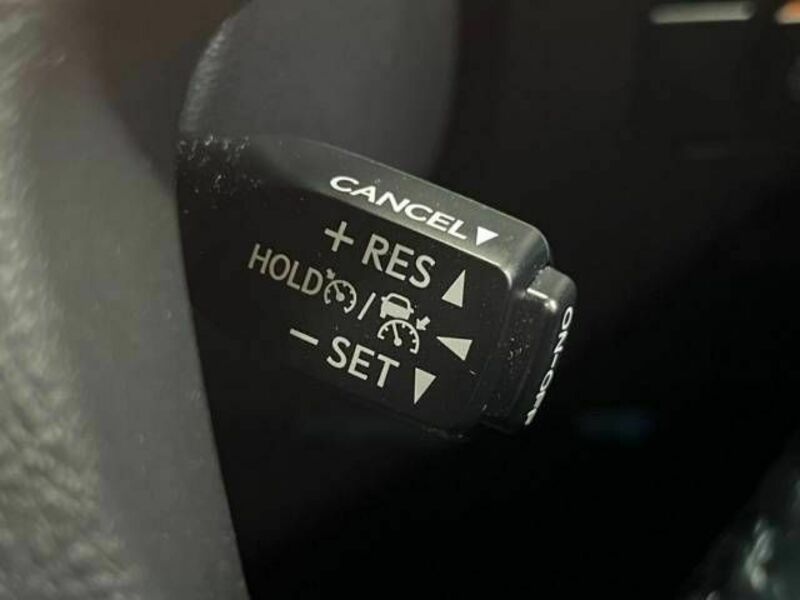 CANCEL▼
+ RES ▲
HOLD / ◀
− SET ▼
ON-OFF